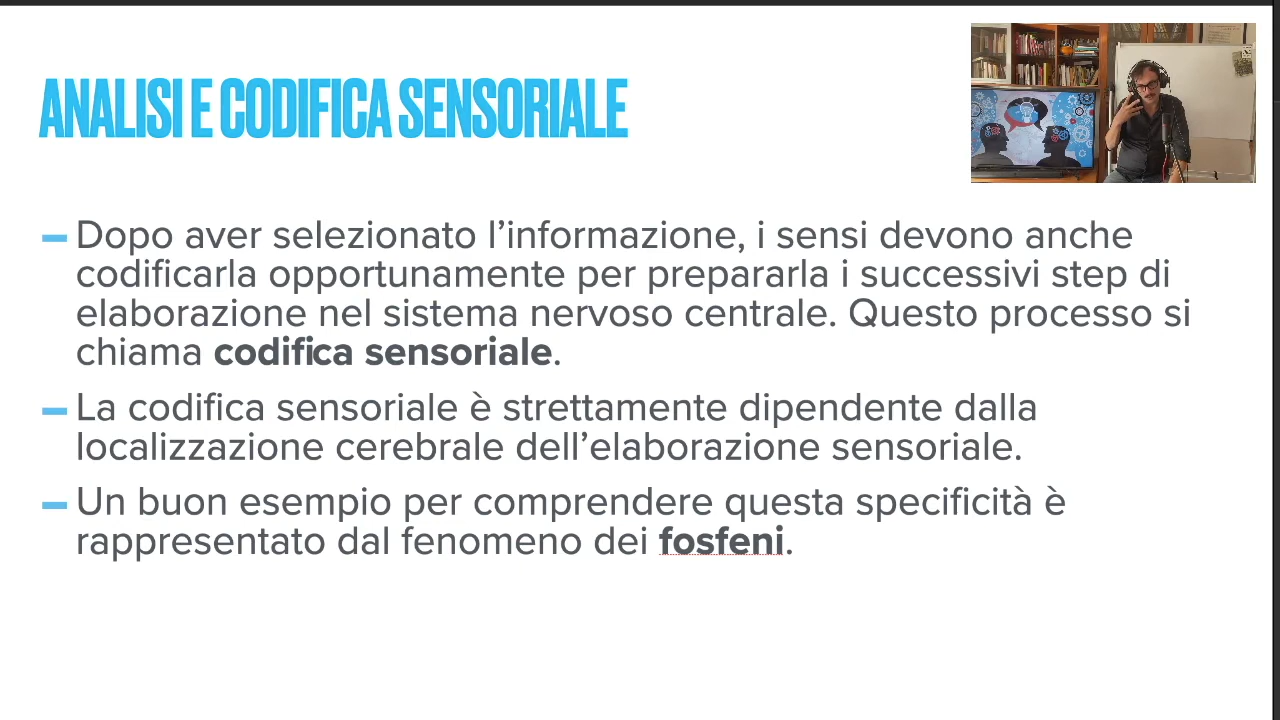 ANALISI E CODIFICA SENSORIALE
Dopo aver selezionato l’informazione, i sensi devono anche
codificarla opportunamente per prepararla i successivi step di
elaborazione nel sistema nervoso centrale. Questo processo si
chiama codifica sensoriale.
La codifica sensoriale è strettamente dipendente dalla
localizzazione cerebrale dell’elaborazione sensoriale.
Un buon esempio per comprendere questa specificità è
rappresentato dal fenomeno dei fosfeni.